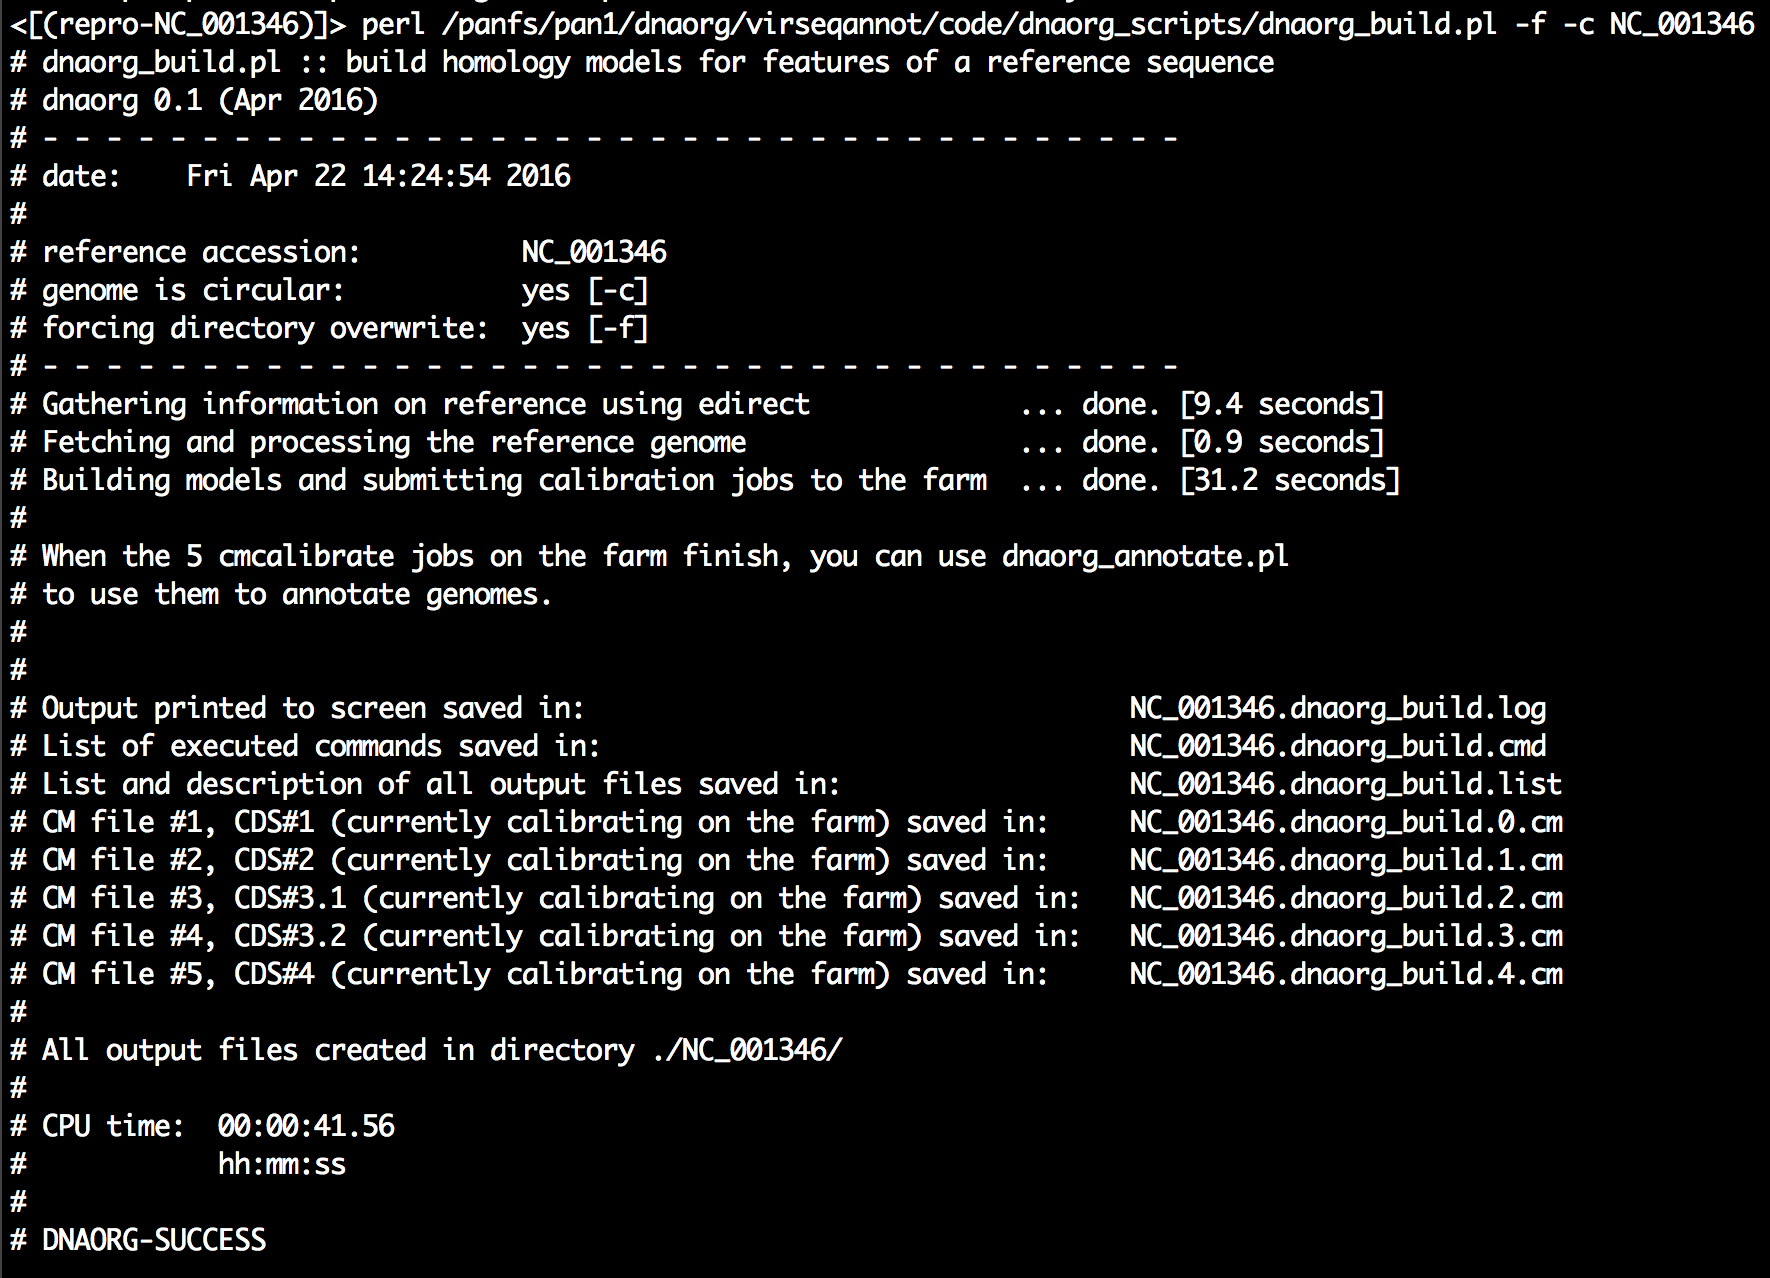 <[(repro-NC_001346)]> perl /panfs/pan1/dnaorg/virseqannot/code/dnaorg_scripts/dnaorg_build.pl -f -c NC_001346
# dnaorg_build.pl :: build homology models for features of a reference sequence
# dnaorg 0.1 (Apr 2016)
# - - - - - - - - - - - - - - - - - - - - - - - - - - - - - - - - - - - -
# date:    Fri Apr 22 14:24:54 2016
#
# reference accession:          NC_001346
# genome is circular:           yes [-c]
# forcing directory overwrite:  yes [-f]
# - - - - - - - - - - - - - - - - - - - - - - - - - - - - - - - - - - - -
# Gathering information on reference using edirect             ... done. [9.4 seconds]
# Fetching and processing the reference genome                 ... done. [0.9 seconds]
# Building models and submitting calibration jobs to the farm  ... done. [31.2 seconds]
#
# When the 5 cmcalibrate jobs on the farm finish, you can use dnaorg_annotate.pl
# to use them to annotate genomes.
#
#
# Output printed to screen saved in:                                  NC_001346.dnaorg_build.log
# List of executed commands saved in:                                 NC_001346.dnaorg_build.cmd
# List and description of all output files saved in:                  NC_001346.dnaorg_build.list
# CM file #1, CDS#1 (currently calibrating on the farm) saved in:     NC_001346.dnaorg_build.0.cm
# CM file #2, CDS#2 (currently calibrating on the farm) saved in:     NC_001346.dnaorg_build.1.cm
# CM file #3, CDS#3.1 (currently calibrating on the farm) saved in:   NC_001346.dnaorg_build.2.cm
# CM file #4, CDS#3.2 (currently calibrating on the farm) saved in:   NC_001346.dnaorg_build.3.cm
# CM file #5, CDS#4 (currently calibrating on the farm) saved in:     NC_001346.dnaorg_build.4.cm
#
# All output files created in directory ./NC_001346/
#
# CPU time:  00:00:41.56
#            hh:mm:ss
#
# DNAORG-SUCCESS